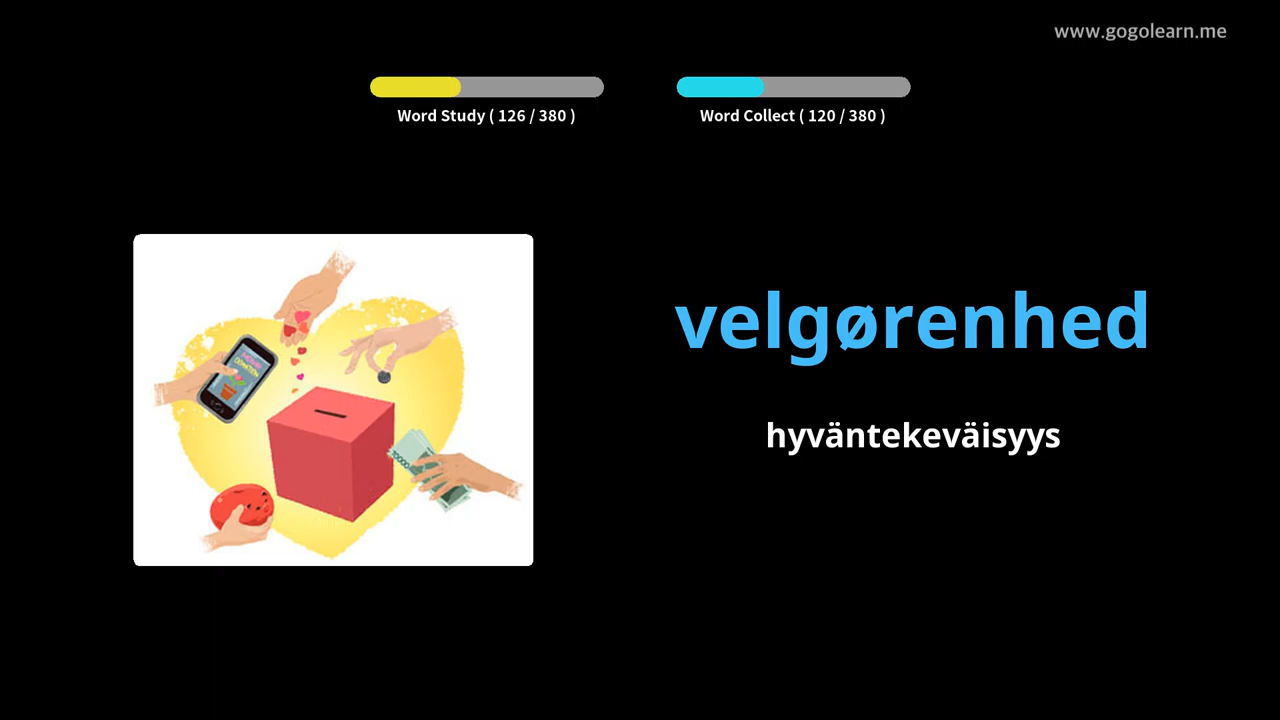 www.gogolearn.me
Word Study ( 126 / 380 )
Word Collect ( 120 / 380 )
velgørenhed
hyväntekeväisyys